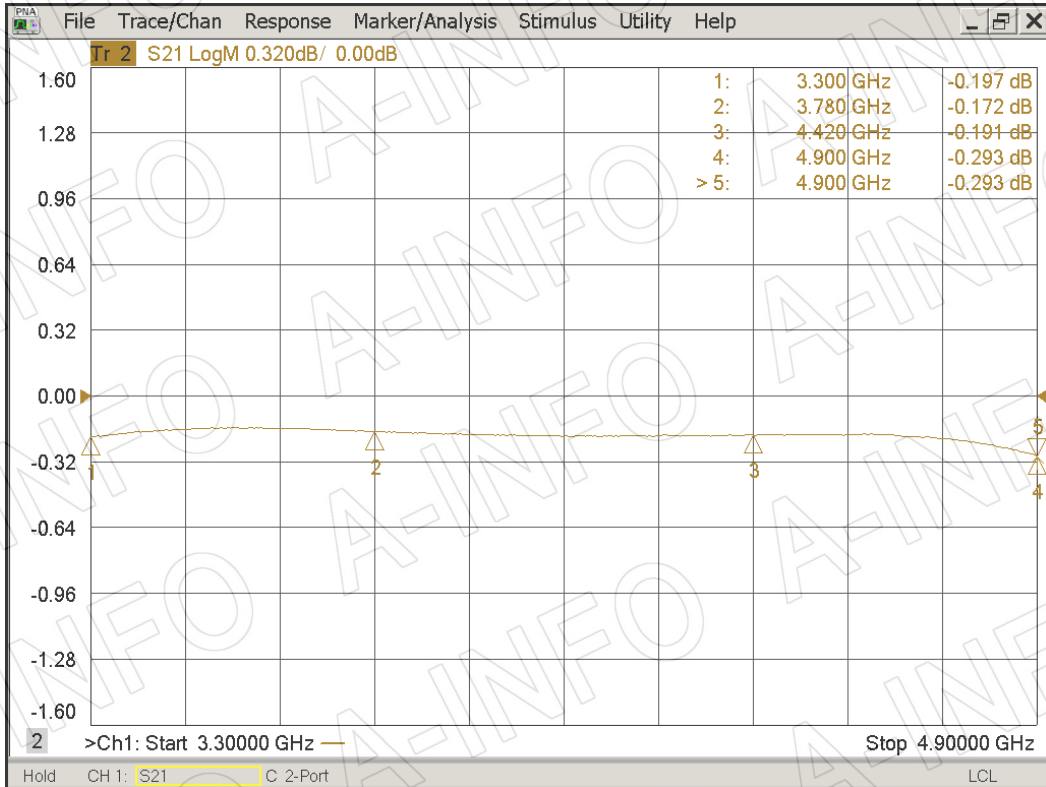 PNA
File Trace/Chan Response Marker/Analysis Stimulus Utility Help
Tr 2 S21 LogM 0.320dB/ 0.00dB
1: 3.300 GHz -0.197 dB
2: 3.780 GHz -0.172 dB
3: 4.420 GHz -0.191 dB
4: 4.900 GHz -0.293 dB
> 5: 4.900 GHz -0.293 dB
1.60
1.28
0.96
0.64
0.32
0.00
-0.32
-0.64
-0.96
-1.28
-1.60
1
2
3
5
4
2 >Ch1: Start 3.30000 GHz Stop 4.90000 GHz
Hold CH 1: S21 C 2-Port LCL
A-INFO